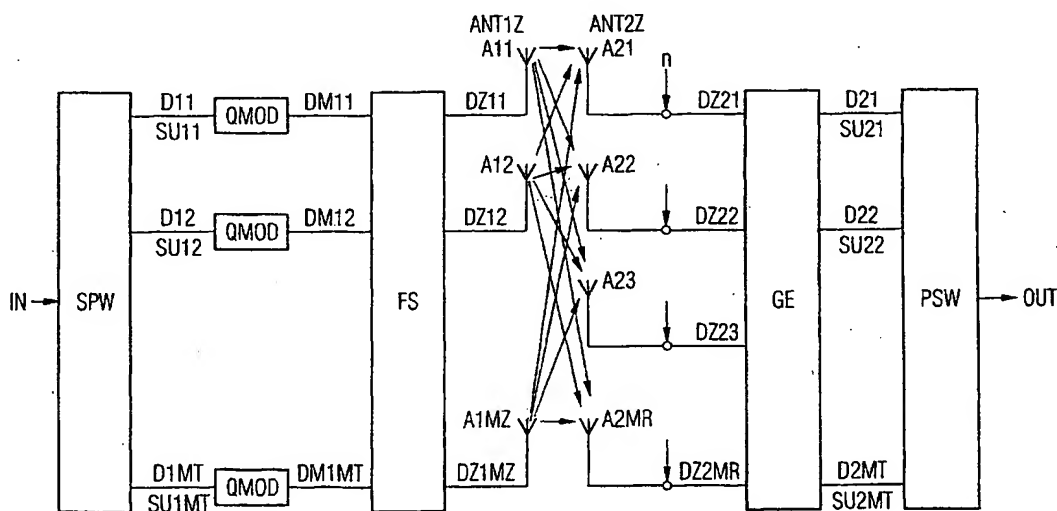 ANT1Z ANT2Z
A11 A21
n
D11 DM11 DZ11 DZ21 D21
QMOD
SU11 SU21
A12 A22
D12 DM12 DZ12 DZ22 D22
QMOD
SU12 SU22
A23
IN SPW FS GE PSW OUT
DZ23
A1MZ A2MR
D1MT DM1MT DZ1MZ DZ2MR D2MT
QMOD
SU1MT SU2MT